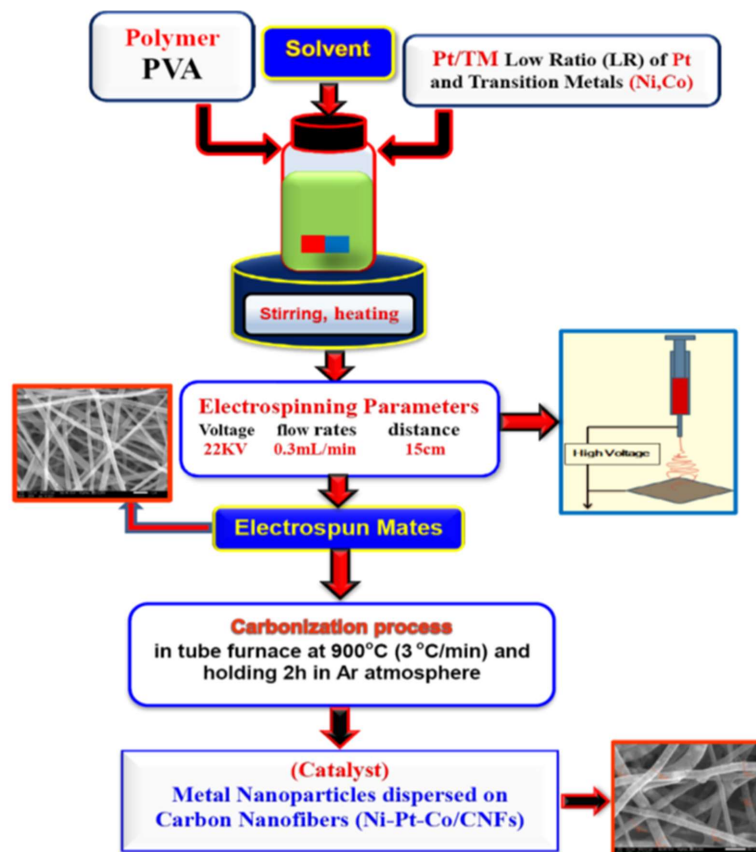 Polymer
PVA
Solvent
Pt/TM Low Ratio (LR) of Pt
and Transition Metals (Ni,Co)
Stirring, heating
Electrospinning Parameters
Voltage flow rates distance
22KV 0.3mL/min 15cm
High Voltage
Electrospun Mates
Carbonization process
in tube furnace at 900°C (3 °C/min) and
holding 2h in Ar atmosphere
(Catalyst)
Metal Nanoparticles dispersed on
Carbon Nanofibers (Ni-Pt-Co/CNFs)